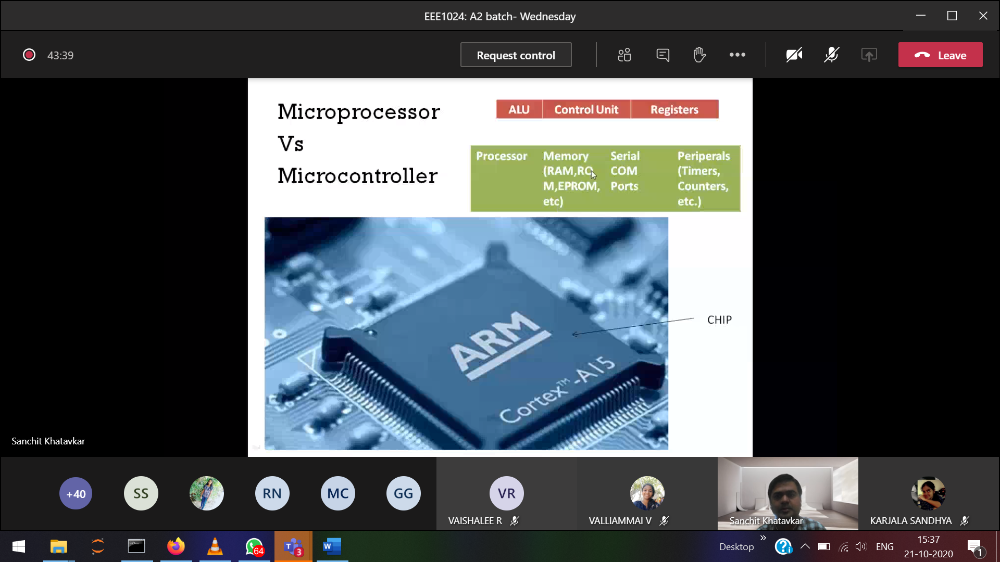 EEE1024: A2 batch- Wednesday
43:39
Request control
Leave
Microprocessor
Vs
Microcontroller
ALU Control Unit Registers
Processor
Memory
(RAM,RO
M,EPROM,
etc)
Serial
COM
Ports
Periperals
(Timers,
Counters,
etc.)
ARM
Cortex™-A15
CHIP
Sanchit Khatavkar
+40
SS
RN
MC
GG
VR
VAISHALEE R
VALLIAMMAI V
Sanchit Khatavkar
KARJALA SANDHYA
64
T
3
W
Desktop
»
ENG
15:37
21-10-2020
1